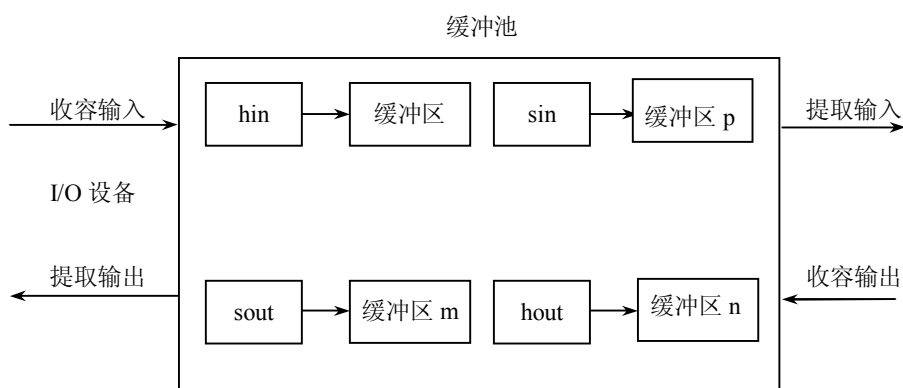 缓冲池
收容输入
hin
缓冲区
sin
缓冲区 p
提取输入
I/O 设备
提取输出
sout
缓冲区 m
hout
缓冲区 n
收容输出